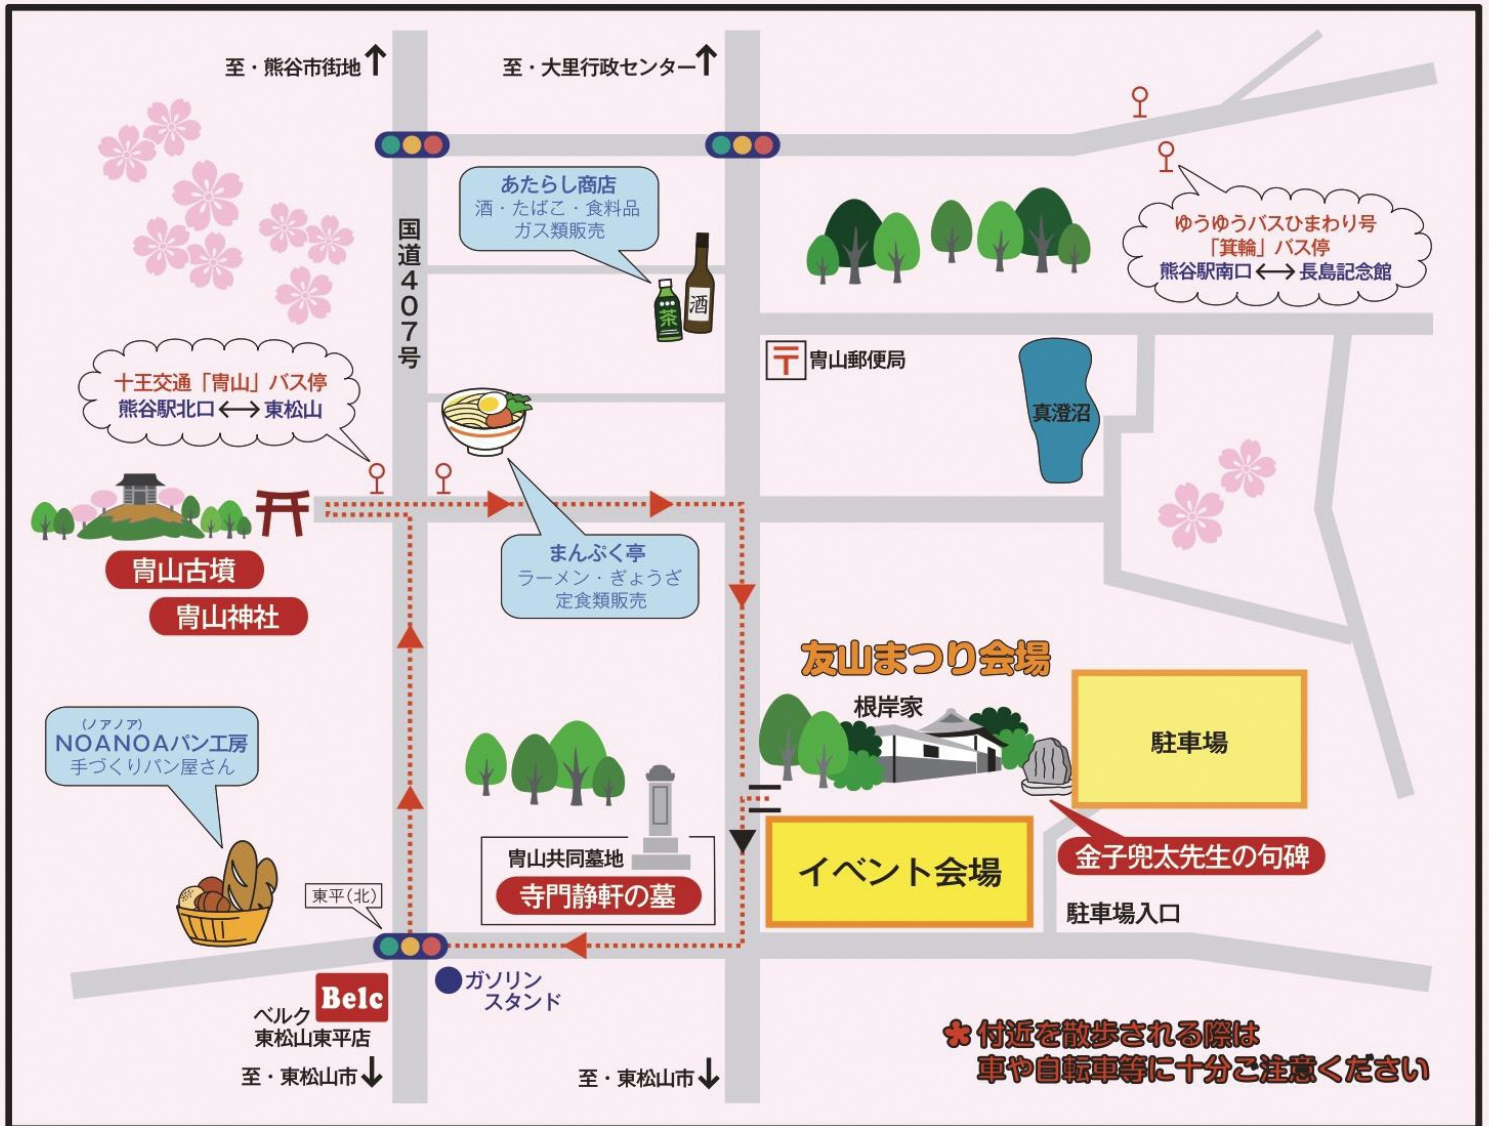 至・熊谷市街地
至・大里行政センター
国道407号
あたらし商店
酒・たばこ・食料品
ガス類販売
茶
酒
ゆうゆうバスひまわり号
「箕輪」バス停
熊谷駅南口↔長島記念館
〒
冑山郵便局
真澄沼
十王交通「冑山」バス停
熊谷駅北口↔東松山
冑山古墳
冑山神社
まんぷく亭
ラーメン・ぎょうざ
定食類販売
友山まつり会場
根岸家
駐車場
(ノアノア)
NOANOAパン工房
手づくりパン屋さん
冑山共同墓地
寺門静軒の墓
イベント会場
金子兜太先生の句碑
駐車場入口
東平(北)
ガソリン
スタンド
Belc
ベルク
東松山東平店
至・東松山市
至・東松山市
*付近を散歩される際は
車や自転車等に十分ご注意ください